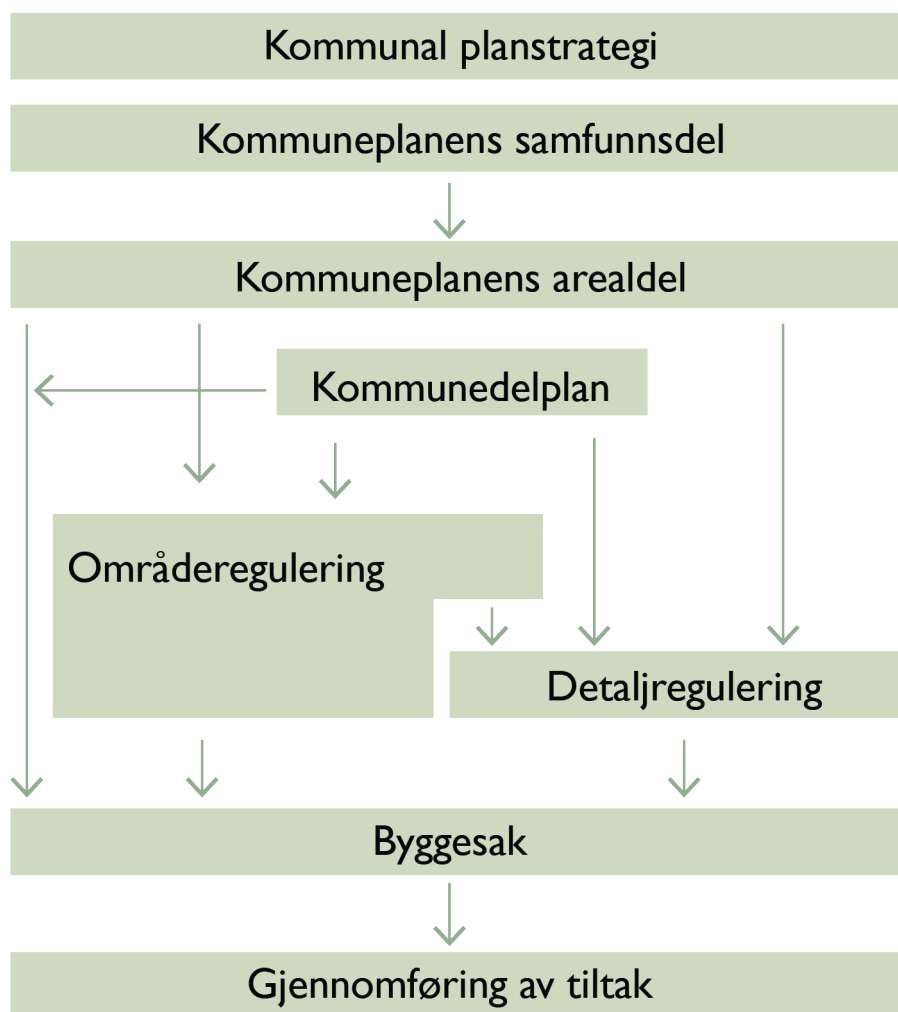 Kommunal planstrategi
Kommuneplanens samfunnsdel
Kommuneplanens arealdel
Kommunedelplan
Områderegulering
Detaljregulering
Byggesak
Gjennomføring av tiltak